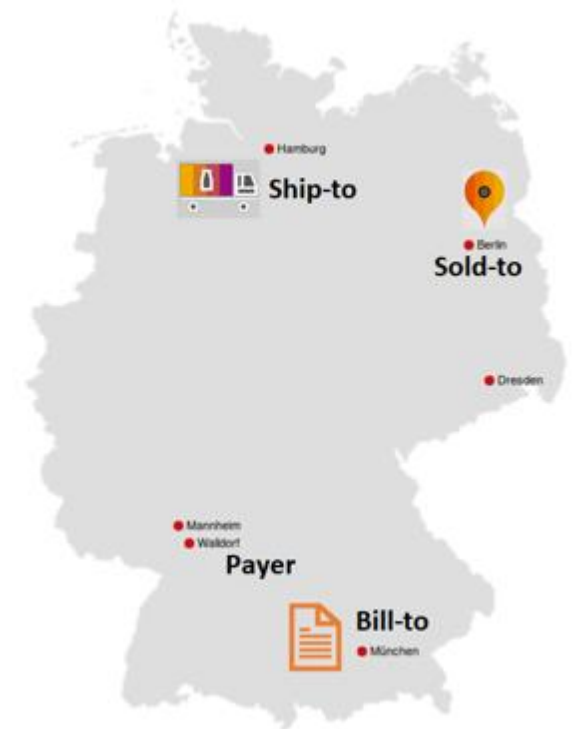 Hamburg
Ship-to
Berlin
Sold-to
Dresden
Mannheim
Walldorf
Payer
Bill-to
München